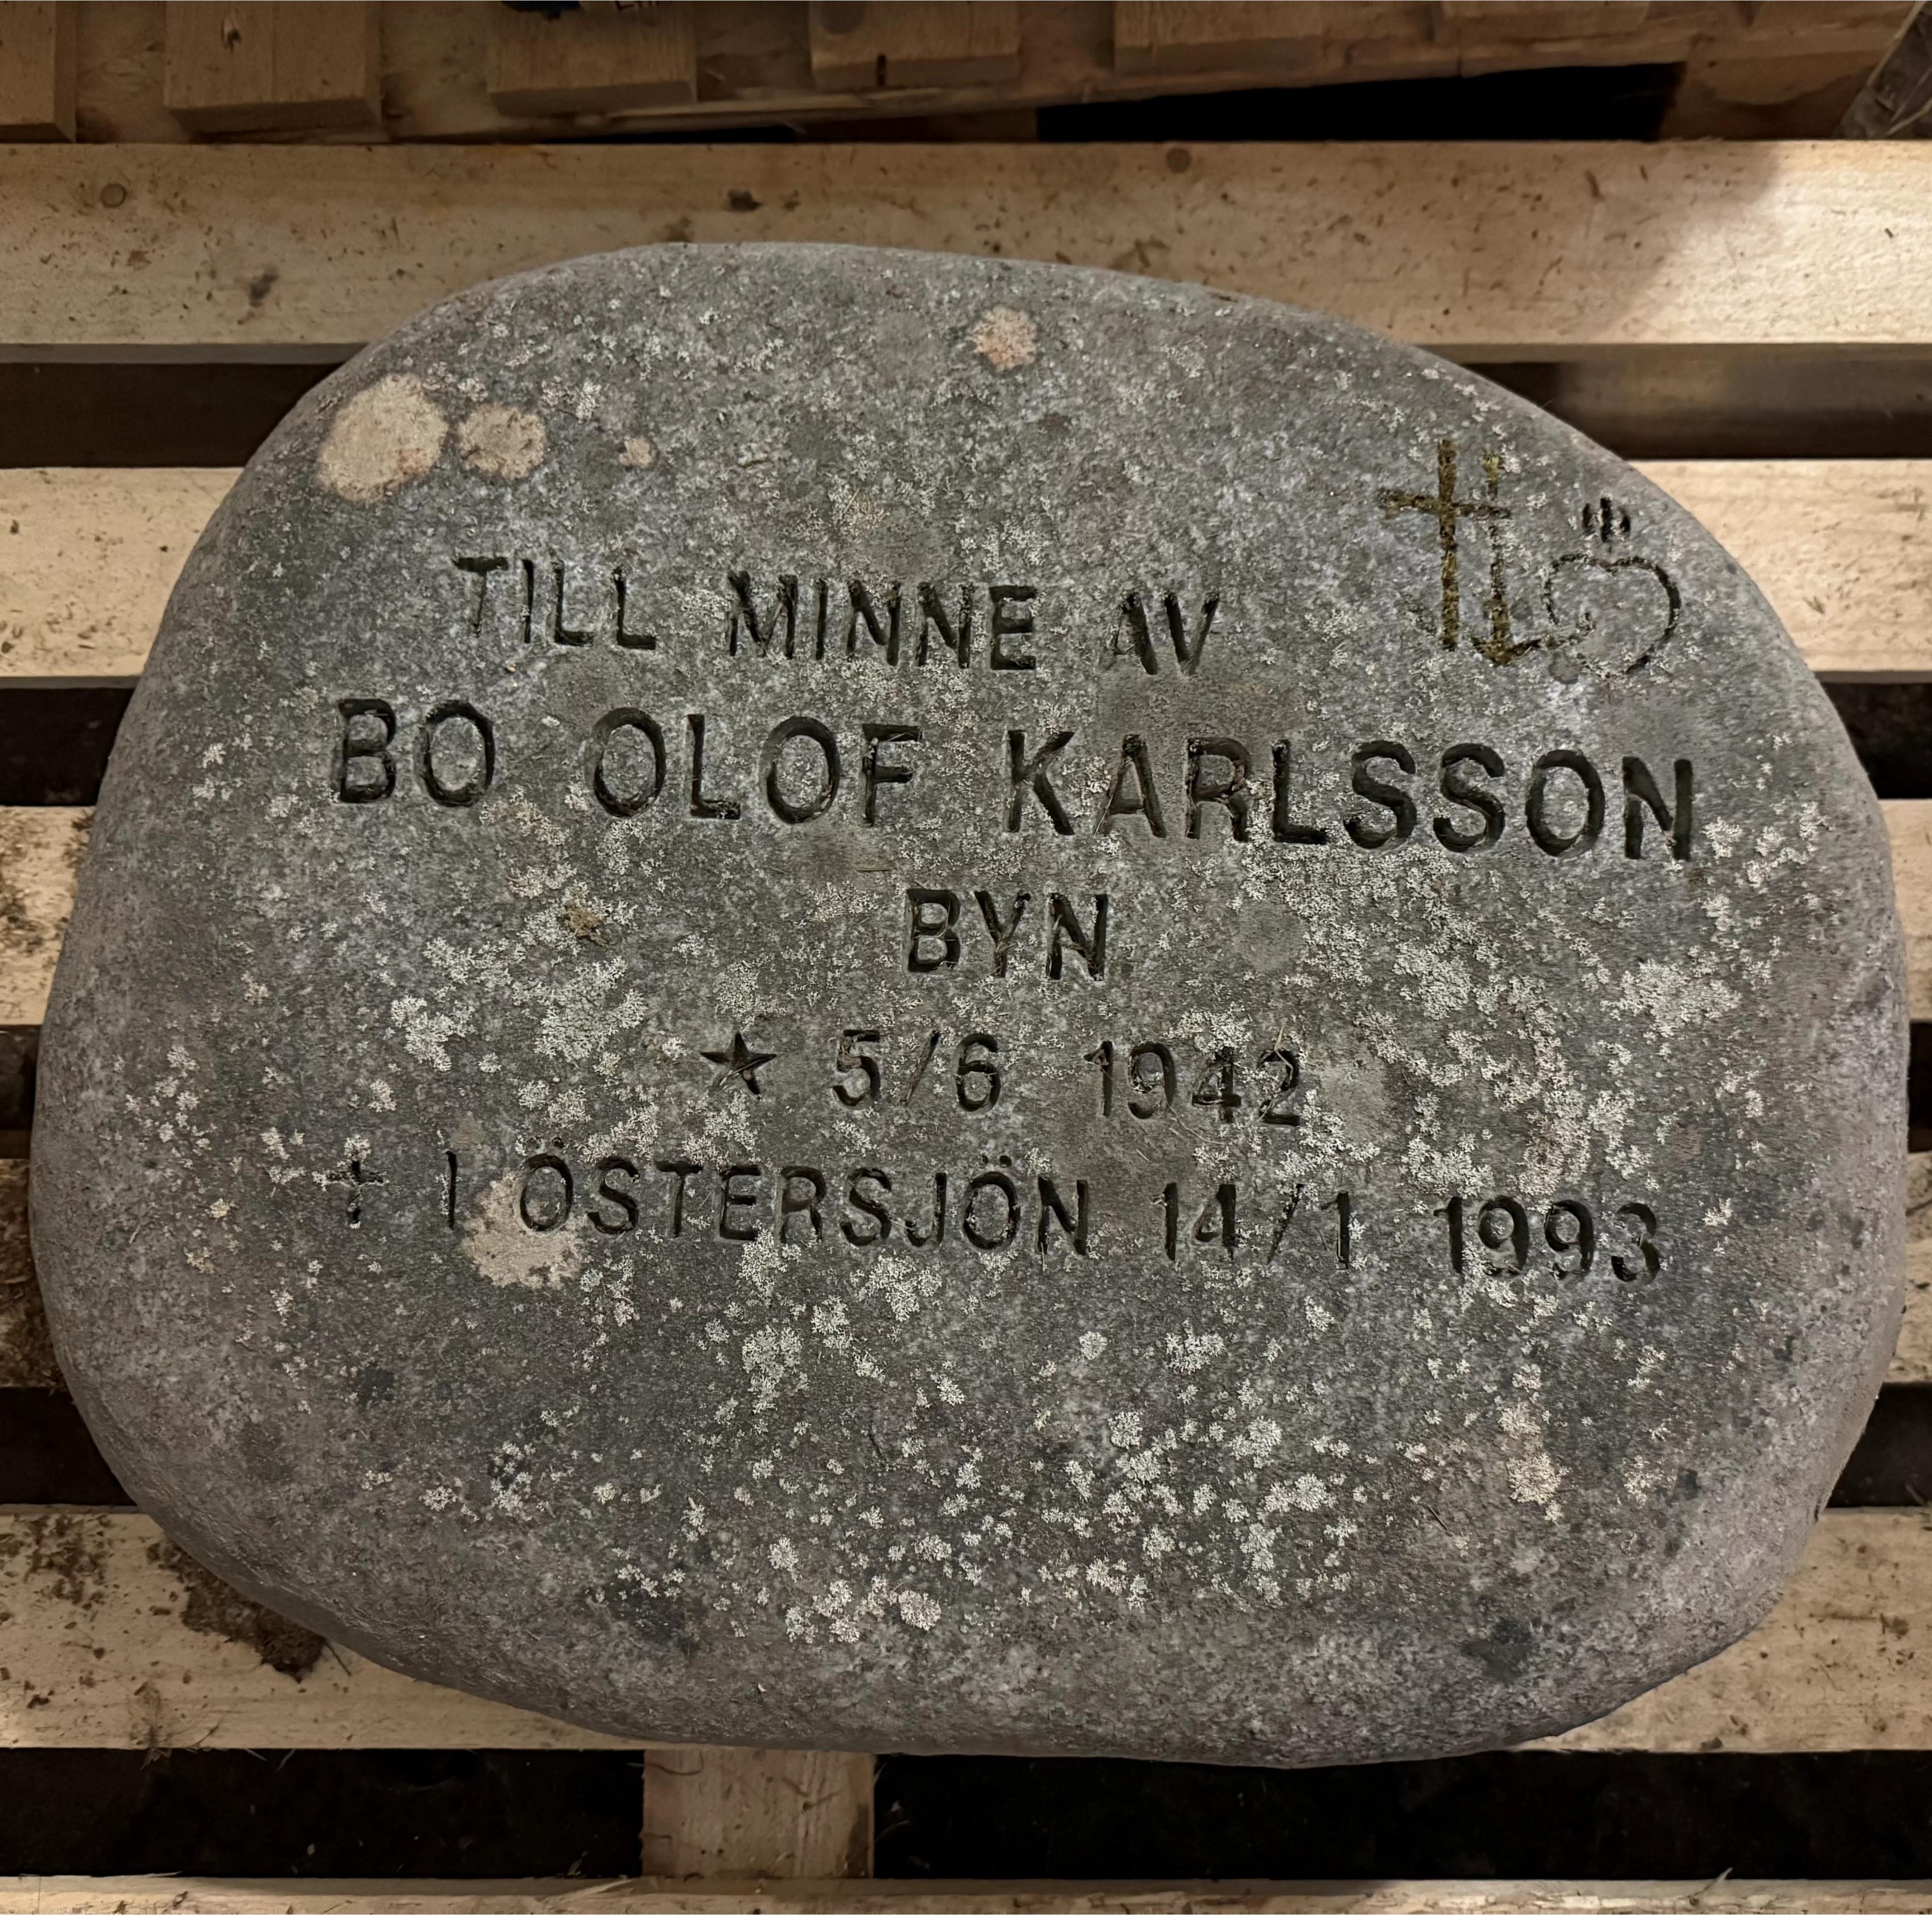 TILL MINNE AV
BO OLOF KARLSSON
BYN
★ 5/6 1942
✝ I ÖSTERSJÖN 14/1 1993